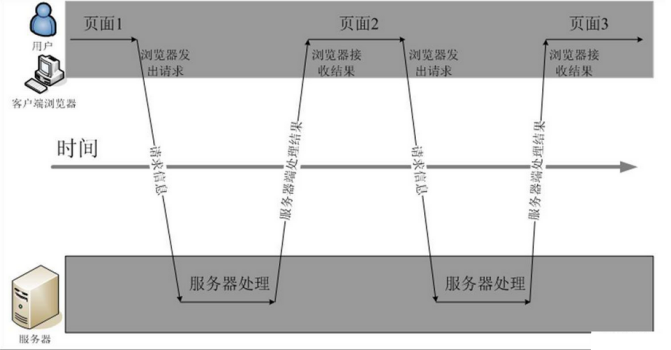 页面1
页面2
页面3
用户
浏览器发
出请求
浏览器接
收结果
浏览器发
出请求
浏览器接
收结果
客户端浏览器
时间
请求信息
服务器端处理结果
请求信息
服务器端处理结果
服务器处理
服务器处理
服务器